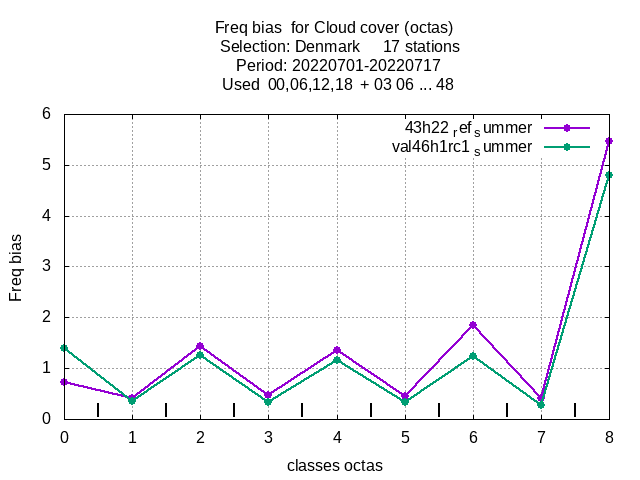 Freq bias  for Cloud cover (octas)
Selection: Denmark     17 stations
Period: 20220701-20220717
Used  00,06,12,18  + 03 06 ... 48
43h22 refsummer
val46h1rc1 summer
6
5
4
3
2
1
0
Freq bias
0 1 2 3 4 5 6 7 8
classes octas